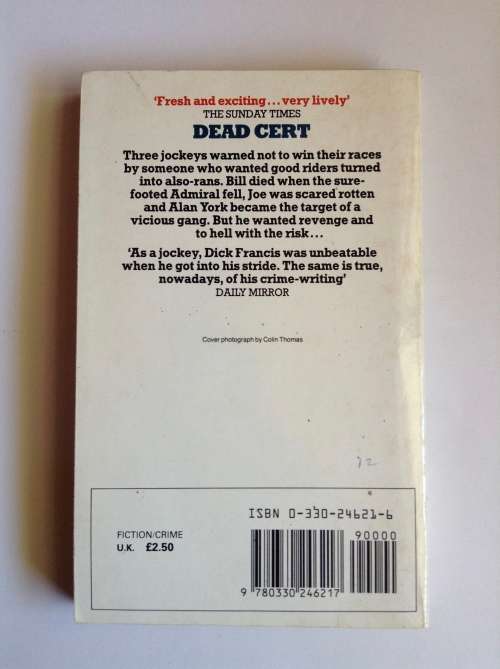 ‘Fresh and exciting...very lively’
THE SUNDAY TIMES
DEAD CERT
Three jockeys warned not to win their races
by someone who wanted good riders turned
into also-rans. Bill died when the sure-
footed Admiral fell, Joe was scared rotten
and Alan York became the target of a
vicious gang. But he wanted revenge and
to hell with the risk...
‘As a jockey, Dick Francis was unbeatable
when he got into his stride. The same is true,
nowadays, of his crime-writing’
DAILY MIRROR
Cover photograph by Colin Thomas
ISBN 0-330-24621-6
FICTION/CRIME
U.K. £2.50
90000
9 780330 246217